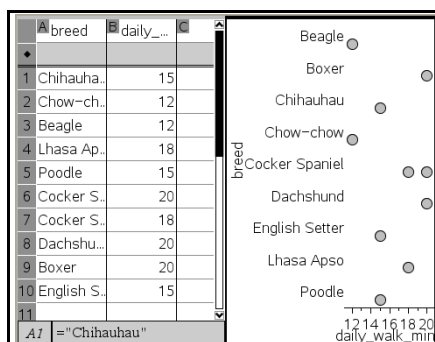 A breed B daily_... C
◆
1 Chihauha.. 15
2 Chow-ch.. 12
3 Beagle 12
4 Lhasa Ap.. 18
5 Poodle 15
6 Cocker S.. 20
7 Cocker S.. 18
8 Dachshu... 20
9 Boxer 20
10 English S.. 15
11
A1 ="Chihauhau"
breed
Beagle
Boxer
Chihauhau
Chow-chow
Cocker Spaniel
Dachshund
English Setter
Lhasa Apso
Poodle
12 14 16 18 20
daily_walk_min